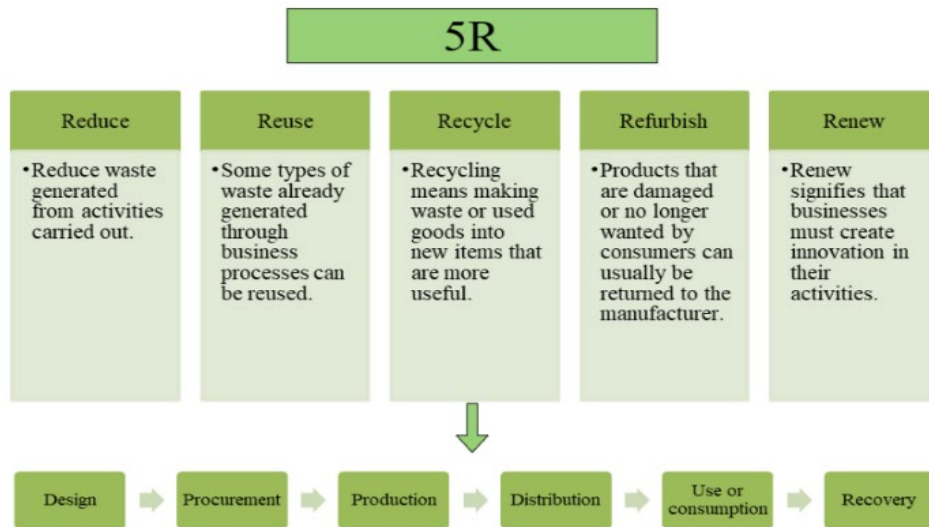 5R
Reduce
•Reduce waste
generated
from activities
carried out.
Reuse
•Some types of
waste already
generated
through
business
processes can
be reused.
Recycle
•Recycling
means making
waste or used
goods into
new items that
are more
useful.
Refurbish
•Products that
are damaged
or no longer
wanted by
consumers can
usually be
returned to the
manufacturer.
Renew
•Renew
signifies that
businesses
must create
innovation in
their
activities.
Design
Procurement
Production
Distribution
Use or
consumption
Recovery